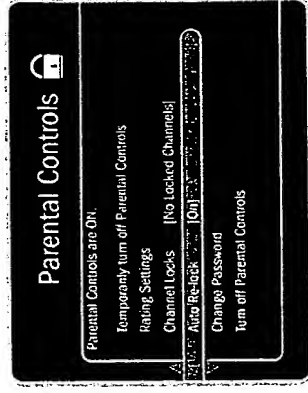 Parental Controls
Parental Controls are ON.
Temporarily turn off Parental Controls
Rating Settings
Channel Locks [No Locked Channels]
Auto Re-lock [On]
Change Password
Turn off Parental Controls